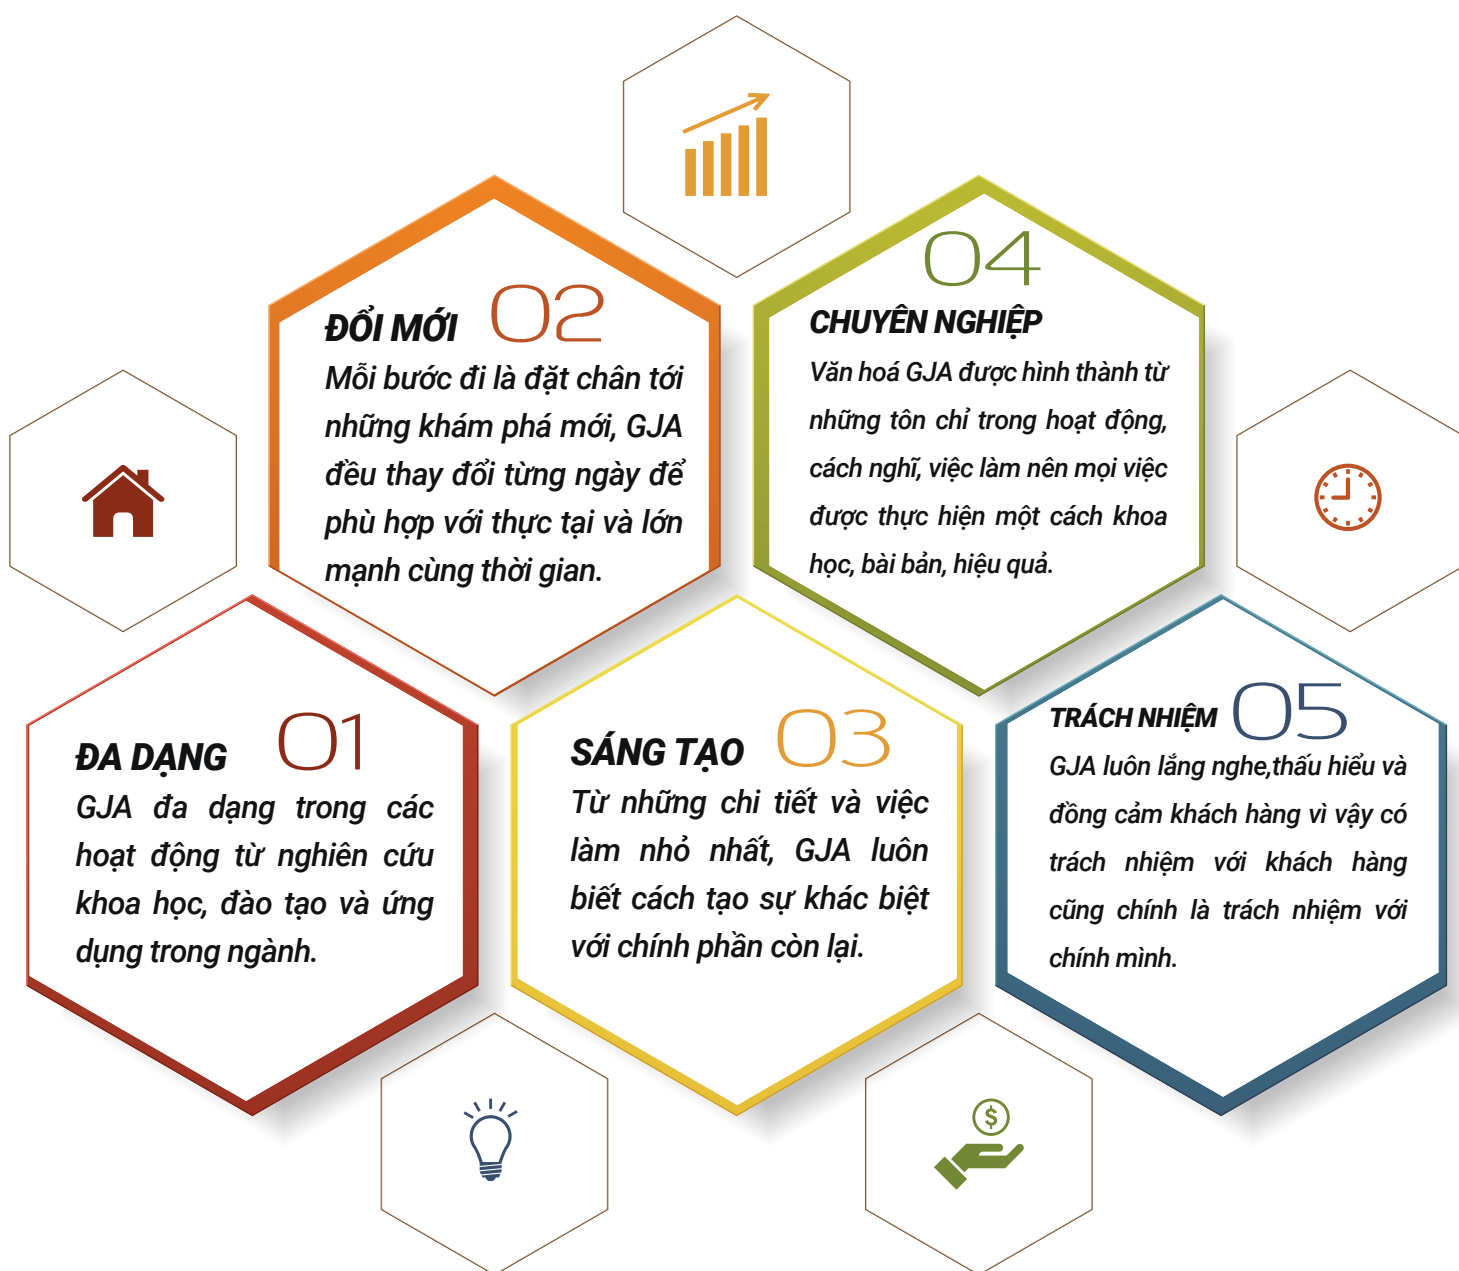 02
ĐỔI MỚI
Mỗi bước đi là đặt chân tới
những khám phá mới, GJA
đều thay đổi từng ngày để
phù hợp với thực tại và lớn
mạnh cùng thời gian.
04
CHUYÊN NGHIỆP
Văn hoá GJA được hình thành từ
những tôn chỉ trong hoạt động,
cách nghĩ, việc làm nên mọi việc
được thực hiện một cách khoa
học, bài bản, hiệu quả.
01
ĐA DẠNG
GJA đa dạng trong các
hoạt động từ nghiên cứu
khoa học, đào tạo và ứng
dụng trong ngành.
03
SÁNG TẠO
Từ những chi tiết và việc
làm nhỏ nhất, GJA luôn
biết cách tạo sự khác biệt
với chính phần còn lại.
05
TRÁCH NHIỆM
GJA luôn lắng nghe,thấu hiểu và
đồng cảm khách hàng vì vậy có
trách nhiệm với khách hàng
cũng chính là trách nhiệm với
chính mình.
$